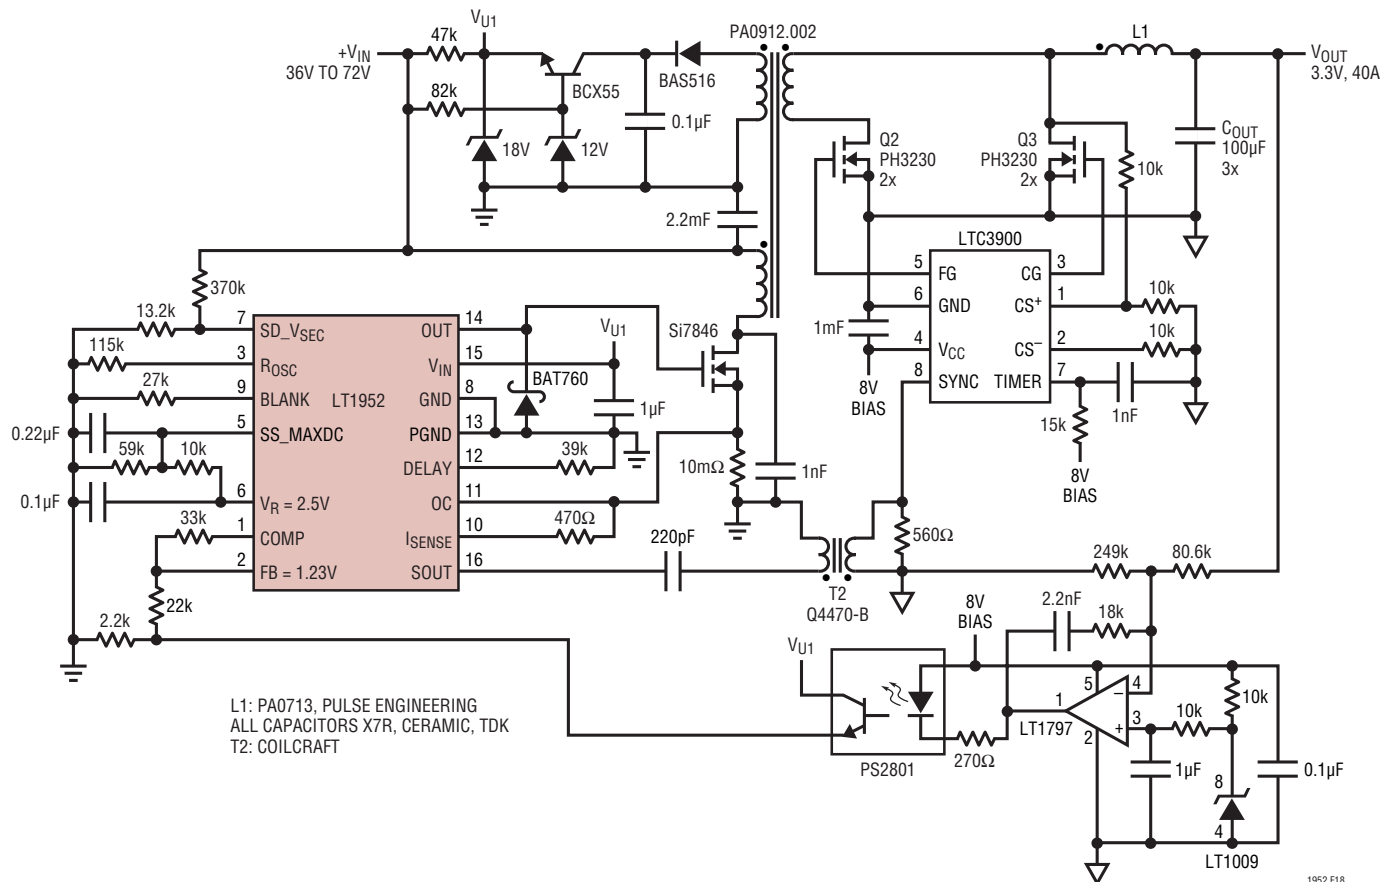 +VIN
36V TO 72V
47k
VU1
82k
18V
BCX55
12V
BAS516
0.1µF
PA0912.002
L1
VOUT
3.3V, 40A
Q2
PH3230
2x
Q3
PH3230
2x
10k
COUT
100µF
3x
2.2mF
370k
13.2k
115k
27k
0.22µF
59k
10k
0.1µF
33k
22k
2.2k
LT1952
7
SD_VSEC
3
ROSC
9
BLANK
5
SS_MAXDC
6
VR = 2.5V
1
COMP
2
FB = 1.23V
OUT
14
VIN
15
GND
8
PGND
13
DELAY
12
OC
11
ISENSE
10
SOUT
16
BAT760
VU1
1µF
39k
470Ω
Si7846
10mΩ
1nF
220pF
T2
Q4470-B
LTC3900
5
FG
6
GND
4
VCC
8
SYNC
CG
3
CS+
1
CS−
2
TIMER
7
1mF
8V
BIAS
10k
10k
1nF
15k
8V
BIAS
560Ω
249k
80.6k
2.2nF
18k
8V
BIAS
VU1
PS2801
270Ω
1
LT1797
5
4
−
3
+
2
10k
10k
1µF
8
4
LT1009
0.1µF
L1: PA0713, PULSE ENGINEERING
ALL CAPACITORS X7R, CERAMIC, TDK
T2: COILCRAFT
1952 F18